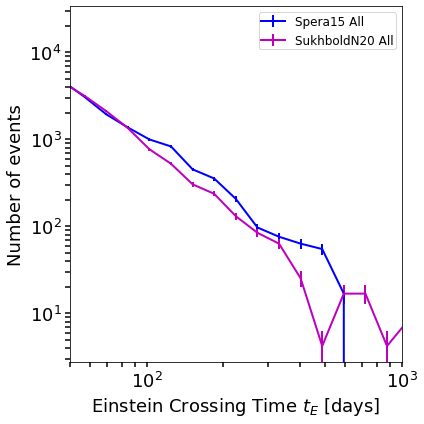 Spera15 All
SukhboldN20 All
Number of events
10^4
10^3
10^2
10^1
10^2
10^3
Einstein Crossing Time t_E [days]